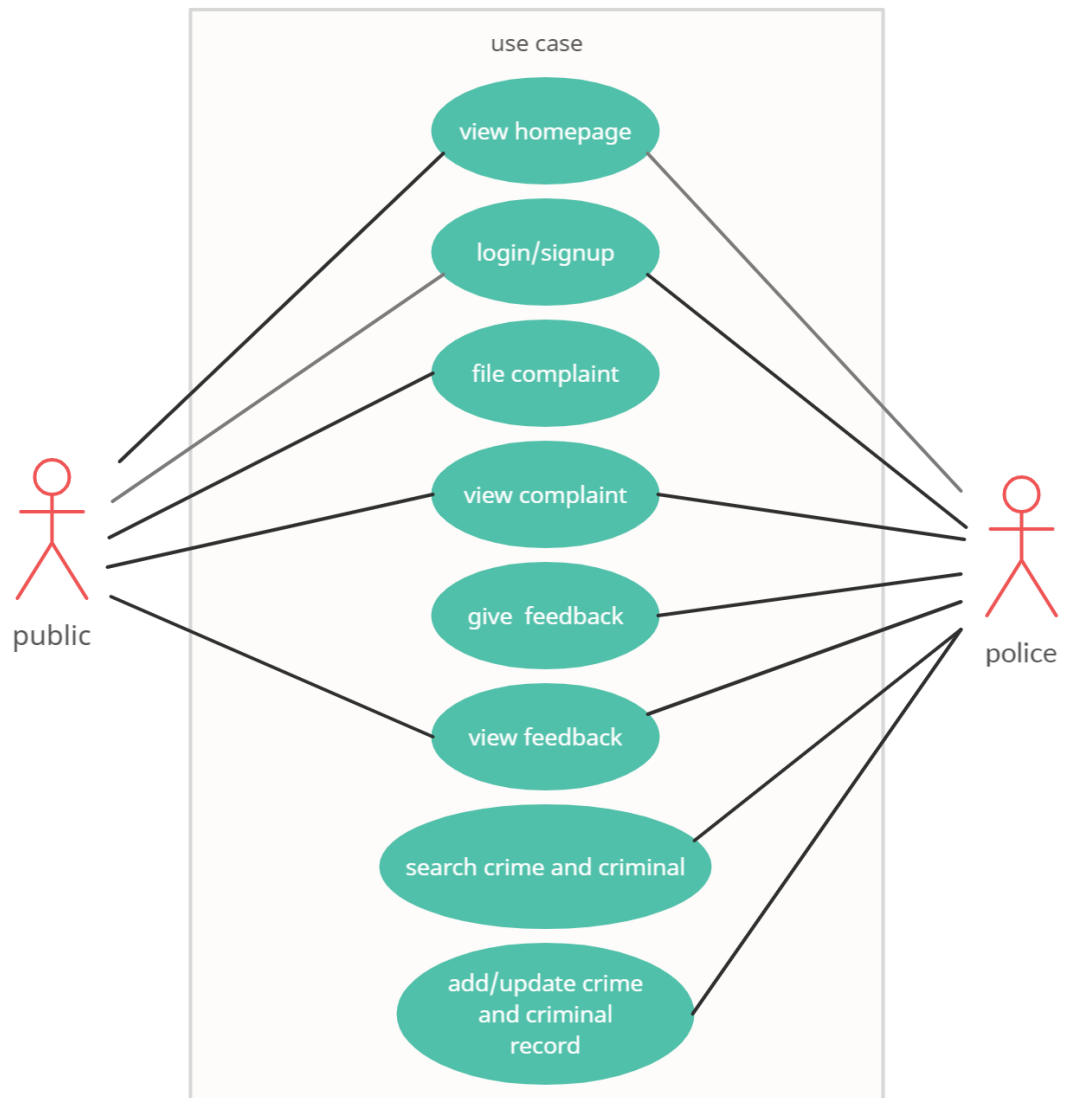 use case
view homepage
login/signup
file complaint
view complaint
give feedback
view feedback
search crime and criminal
add/update crime
and criminal
record
public
police